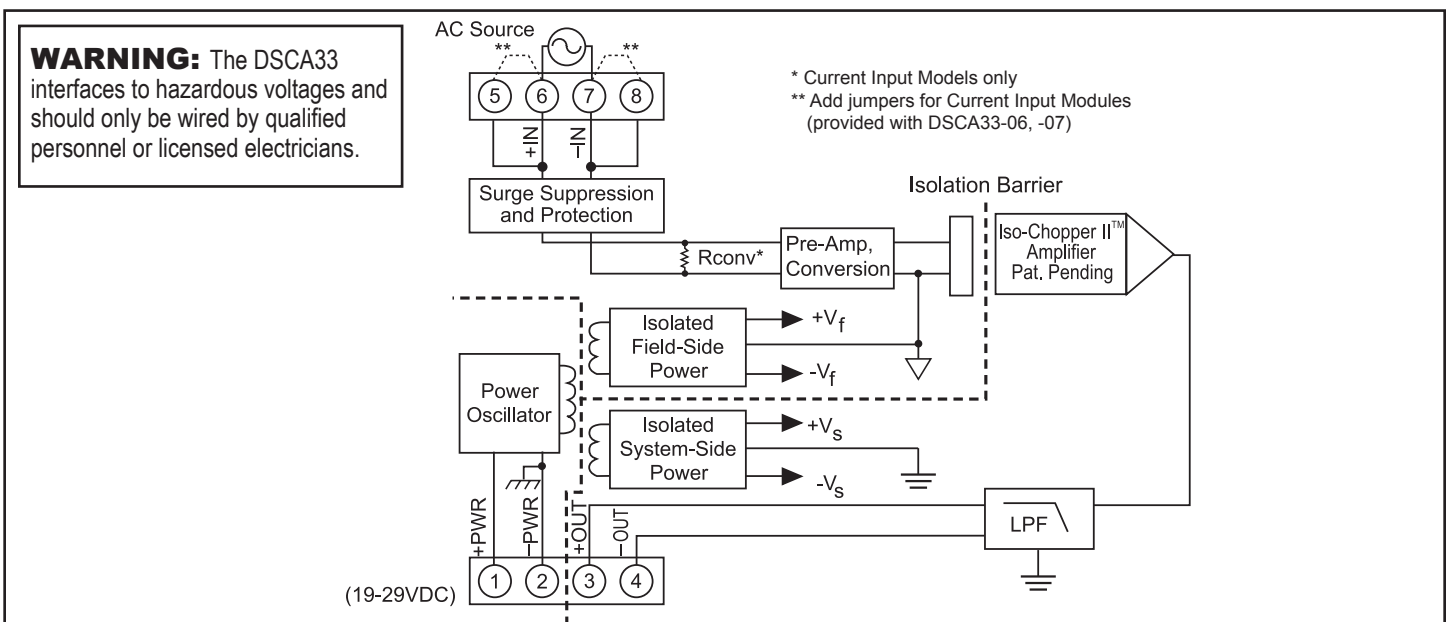 WARNING: The DSCA33
interfaces to hazardous voltages and
should only be wired by qualified
personnel or licensed electricians.
AC Source
** **
5 6 7 8
* Current Input Models only
** Add jumpers for Current Input Modules
(provided with DSCA33-06, -07)
+IN –IN
Surge Suppression
and Protection
Isolation Barrier
Rconv*
Pre-Amp,
Conversion
Iso-Chopper II™
Amplifier
Pat. Pending
Isolated
Field-Side
Power
+Vf
-Vf
Power
Oscillator
Isolated
System-Side
Power
+Vs
-Vs
+PWR –PWR +OUT –OUT
LPF
(19-29VDC)
1 2 3 4